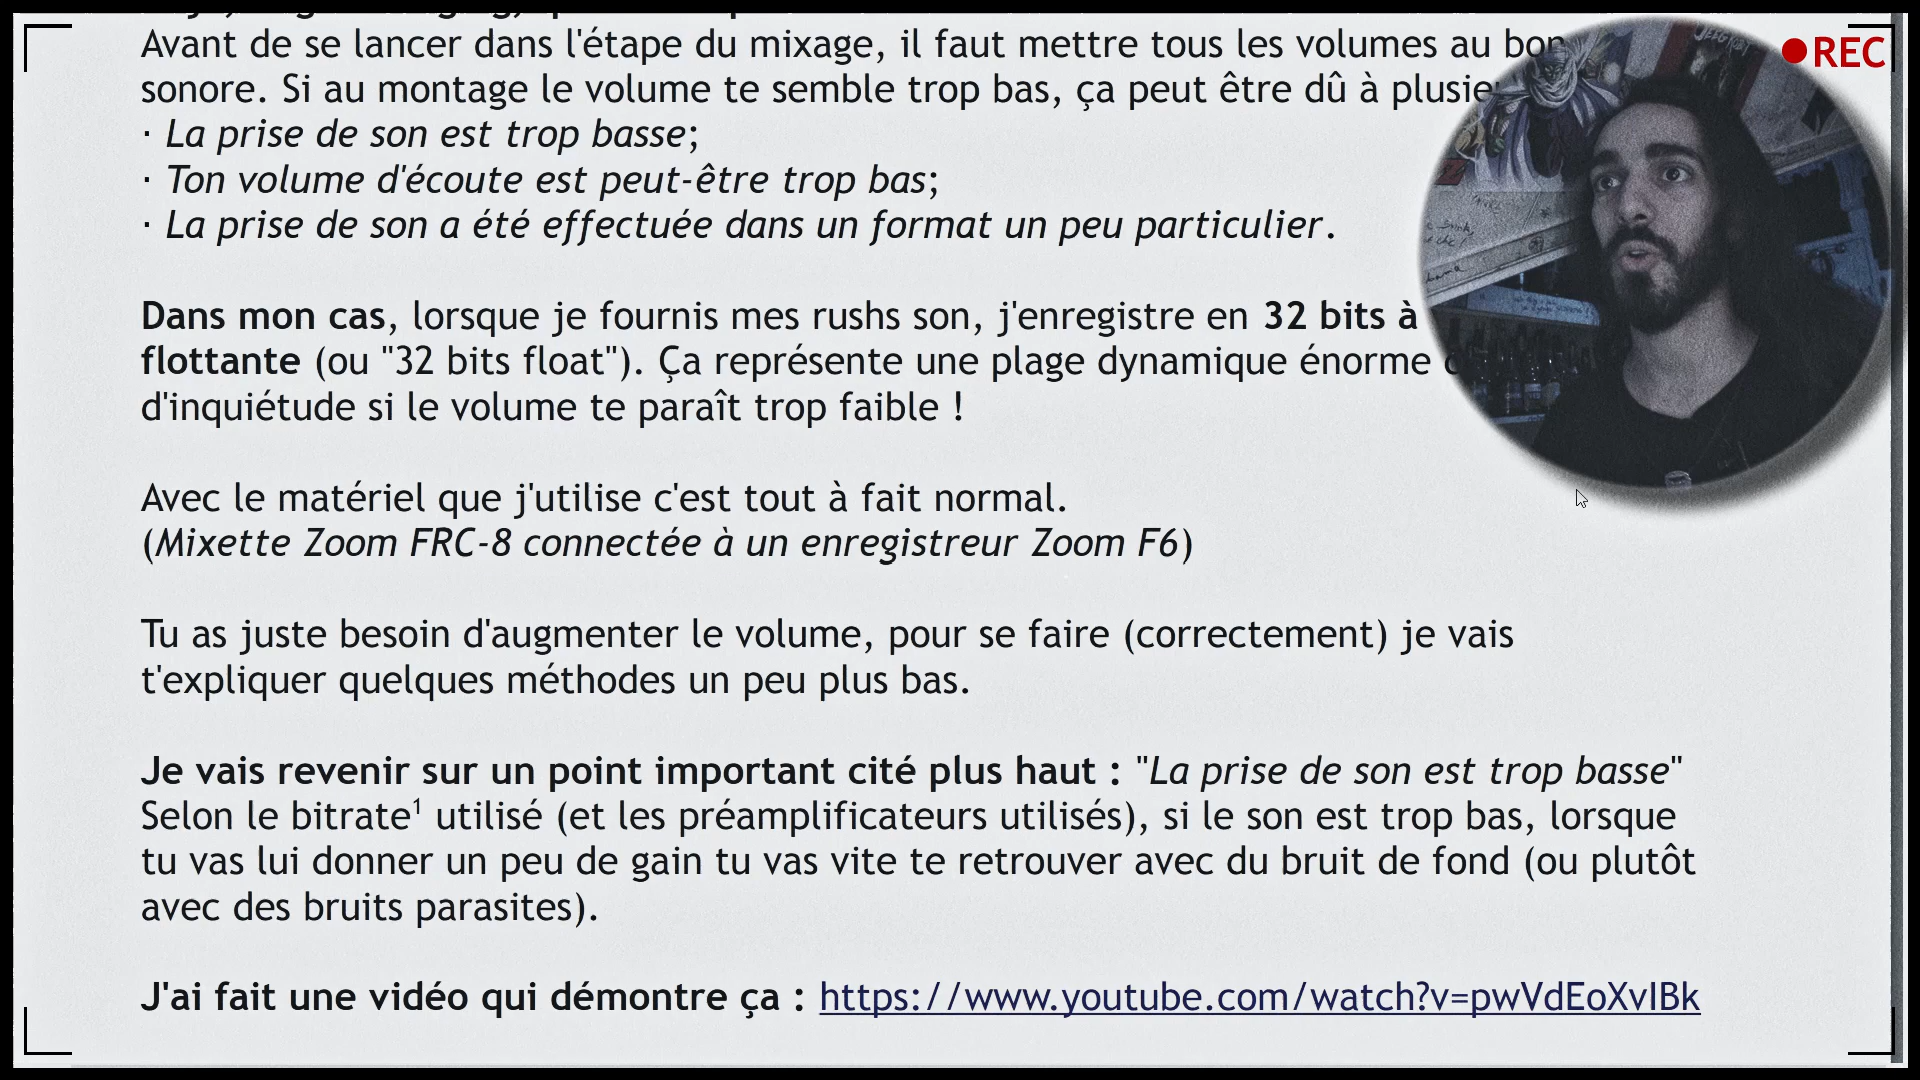 Avant de se lancer dans l'étape du mixage, il faut mettre tous les volumes au bon
sonore. Si au montage le volume te semble trop bas, ça peut être dû à
· La prise de son est trop basse;
· Ton volume d'écoute est peut-être trop bas;
· La prise de son a été effectuée dans un format un peu particulier.
Dans mon cas, lorsque je fournis mes rushs son, j'enregistre en 32 bits à
flottante (ou "32 bits float"). Ça représente une plage dynamique énorme
d'inquiétude si le volume te paraît trop faible !
Avec le matériel que j'utilise c'est tout à fait normal.
(Mixette Zoom FRC-8 connectée à un enregistreur Zoom F6)
Tu as juste besoin d'augmenter le volume, pour se faire (correctement) je vais
t'expliquer quelques méthodes un peu plus bas.
Je vais revenir sur un point important cité plus haut : "La prise de son est trop basse"
Selon le bitrate¹ utilisé (et les préamplificateurs utilisés), si le son est trop bas, lorsque
tu vas lui donner un peu de gain tu vas vite te retrouver avec du bruit de fond (ou plutôt
avec des bruits parasites).
J'ai fait une vidéo qui démontre ça : https://www.youtube.com/watch?v=pwVdEoXvIBk
REC